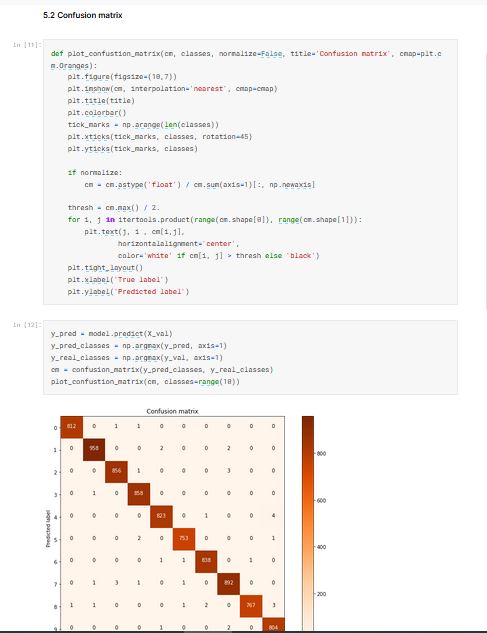 5.2 Confusion matrix
In [11]:
def plot_confustion_matrix(cm, classes, normalize=False, title='Confusion matrix', cmap=plt.c
m.Oranges):
plt.figure(figsize=(10,7))
plt.imshow(cm, interpolation='nearest', cmap=cmap)
plt.title(title)
plt.colorbar()
tick_marks = np.arange(len(classes))
plt.xticks(tick_marks, classes, rotation=45)
plt.yticks(tick_marks, classes)
if normalize:
cm = cm.astype('float') / cm.sum(axis=1)[:, np.newaxis]
thresh = cm.max() / 2.
for i, j in itertools.product(range(cm.shape[0]), range(cm.shape[1])):
plt.text(j, i , cm[i,j],
horizontalalignment='center',
color='white' if cm[i, j] > thresh else 'black')
plt.tight_layout()
plt.xlabel('True label')
plt.ylabel('Predicted label')
In [12]:
y_pred = model.predict(X_val)
y_pred_classes = np.argmax(y_pred, axis=1)
y_real_classes = np.argmax(y_val, axis=1)
cm = confusion_matrix(y_pred_classes, y_real_classes)
plot_confustion_matrix(cm, classes=range(10))
Confusion matrix
0 812 0 1 1 0 0 0 0 0 0
1 0 958 0 0 2 0 0 2 0 0
2 0 0 856 1 0 0 0 3 0 0
3 0 1 0 858 0 0 0 0 0 0
4 0 0 0 0 823 0 1 0 0 4
5 0 0 0 2 0 753 0 0 0 1
6 0 0 0 0 1 1 838 0 1 0
7 0 1 3 1 0 0 0 892 0 0
8 1 1 0 0 0 1 2 0 767 3
9 0 0 0 0 1 0 0 2 0 804
Predicted label
800
600
400
200